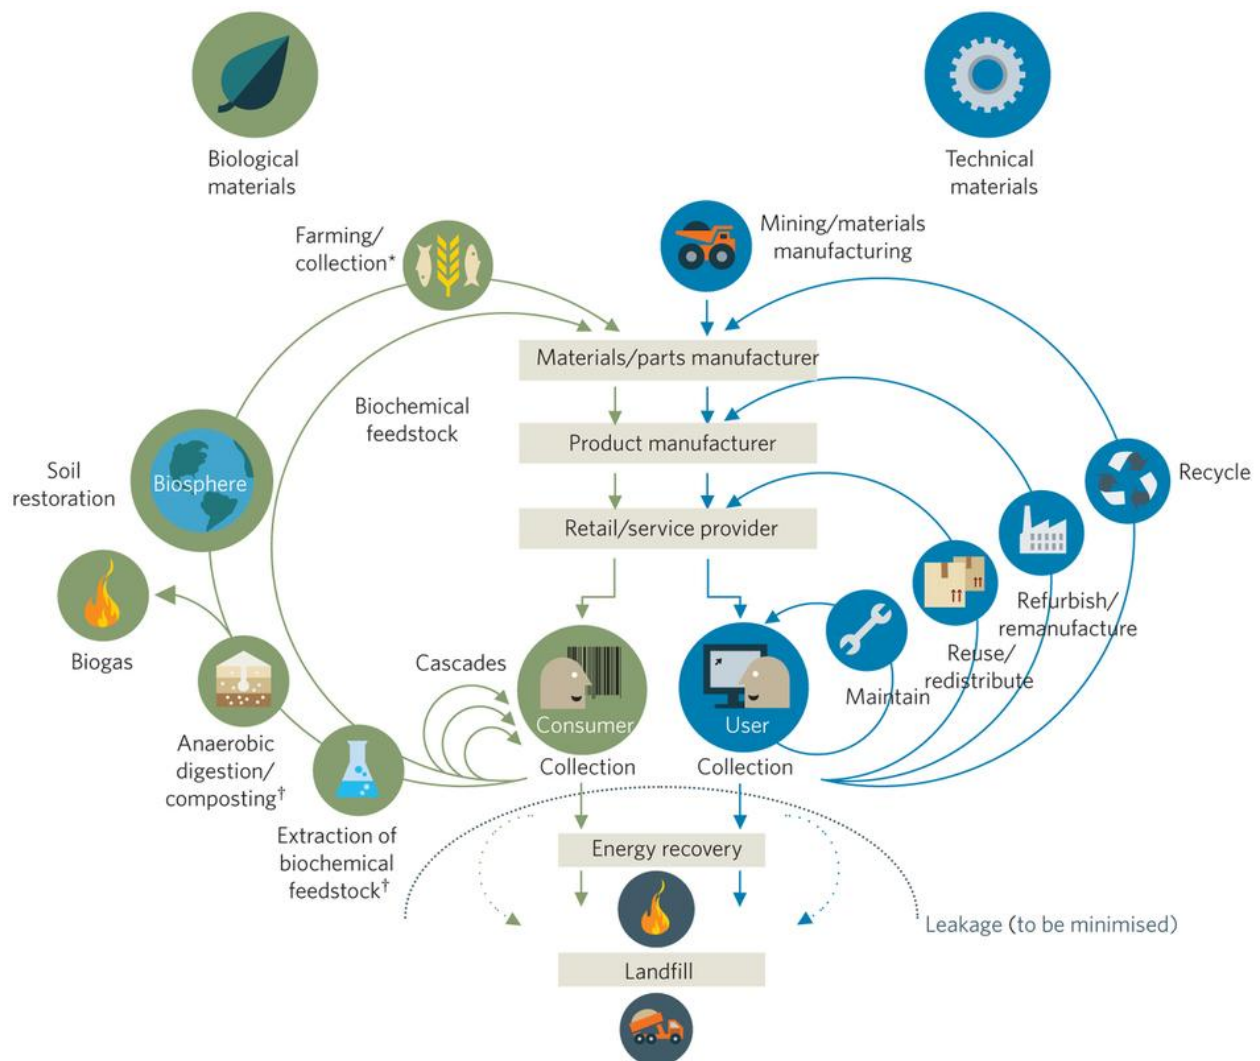 Biological
materials
Technical
materials
Farming/
collection*
Mining/materials
manufacturing
Materials/parts manufacturer
Biochemical
feedstock
Product manufacturer
Soil
restoration
Biosphere
Recycle
Retail/service provider
Refurbish/
remanufacture
Biogas
Cascades
Reuse/
redistribute
Maintain
Consumer
User
Anaerobic
digestion/
composting†
Collection
Collection
Extraction of
biochemical
feedstock†
Energy recovery
Leakage (to be minimised)
Landfill